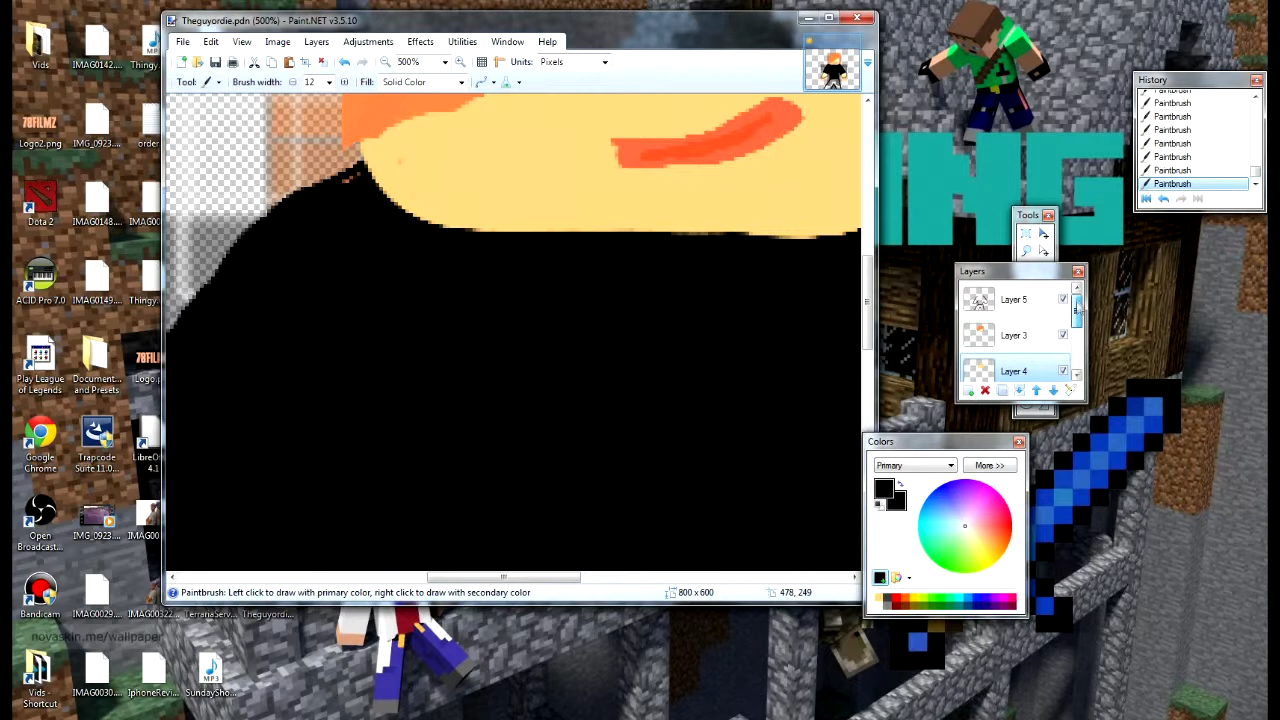 Theguyordie.pdn (500%) - Paint.NET v3.5.10
File Edit View Image Layers Adjustments Effects Utilities Window Help
500% Units: Pixels
Tool: Brush width: 12 Fill: Solid Color
Vids
IMAG0142....
Thingy
78FILMZ
Logo2.png
IMG_0923....
order
Dota 2
IMAG0148....
IMAG00
ACID Pro 7.0
IMAG0149....
Thingy
Play League of Legends
Document... and Presets
78FIL
Logo.p
Google Chrome
Trapcode Suite 11.0...
LibreOf 4.1
Open Broadcast...
IMG_0923....
IMAG00
Bandicam
IMAG0029....
IMAG00322....
TerrariaServ...
Theguyordi...
novaskin.me/wallpaper
Vids - Shortcut
IMAG0030....
IphoneRevi...
SundaySho...
ING
History
Paintbrush
Paintbrush
Paintbrush
Paintbrush
Paintbrush
Paintbrush
Paintbrush
Tools
Layers
Layer 5
Layer 3
Layer 4
Colors
Primary
More >>
Paintbrush: Left click to draw with primary color, right click to draw with secondary color
800 x 600
478, 249